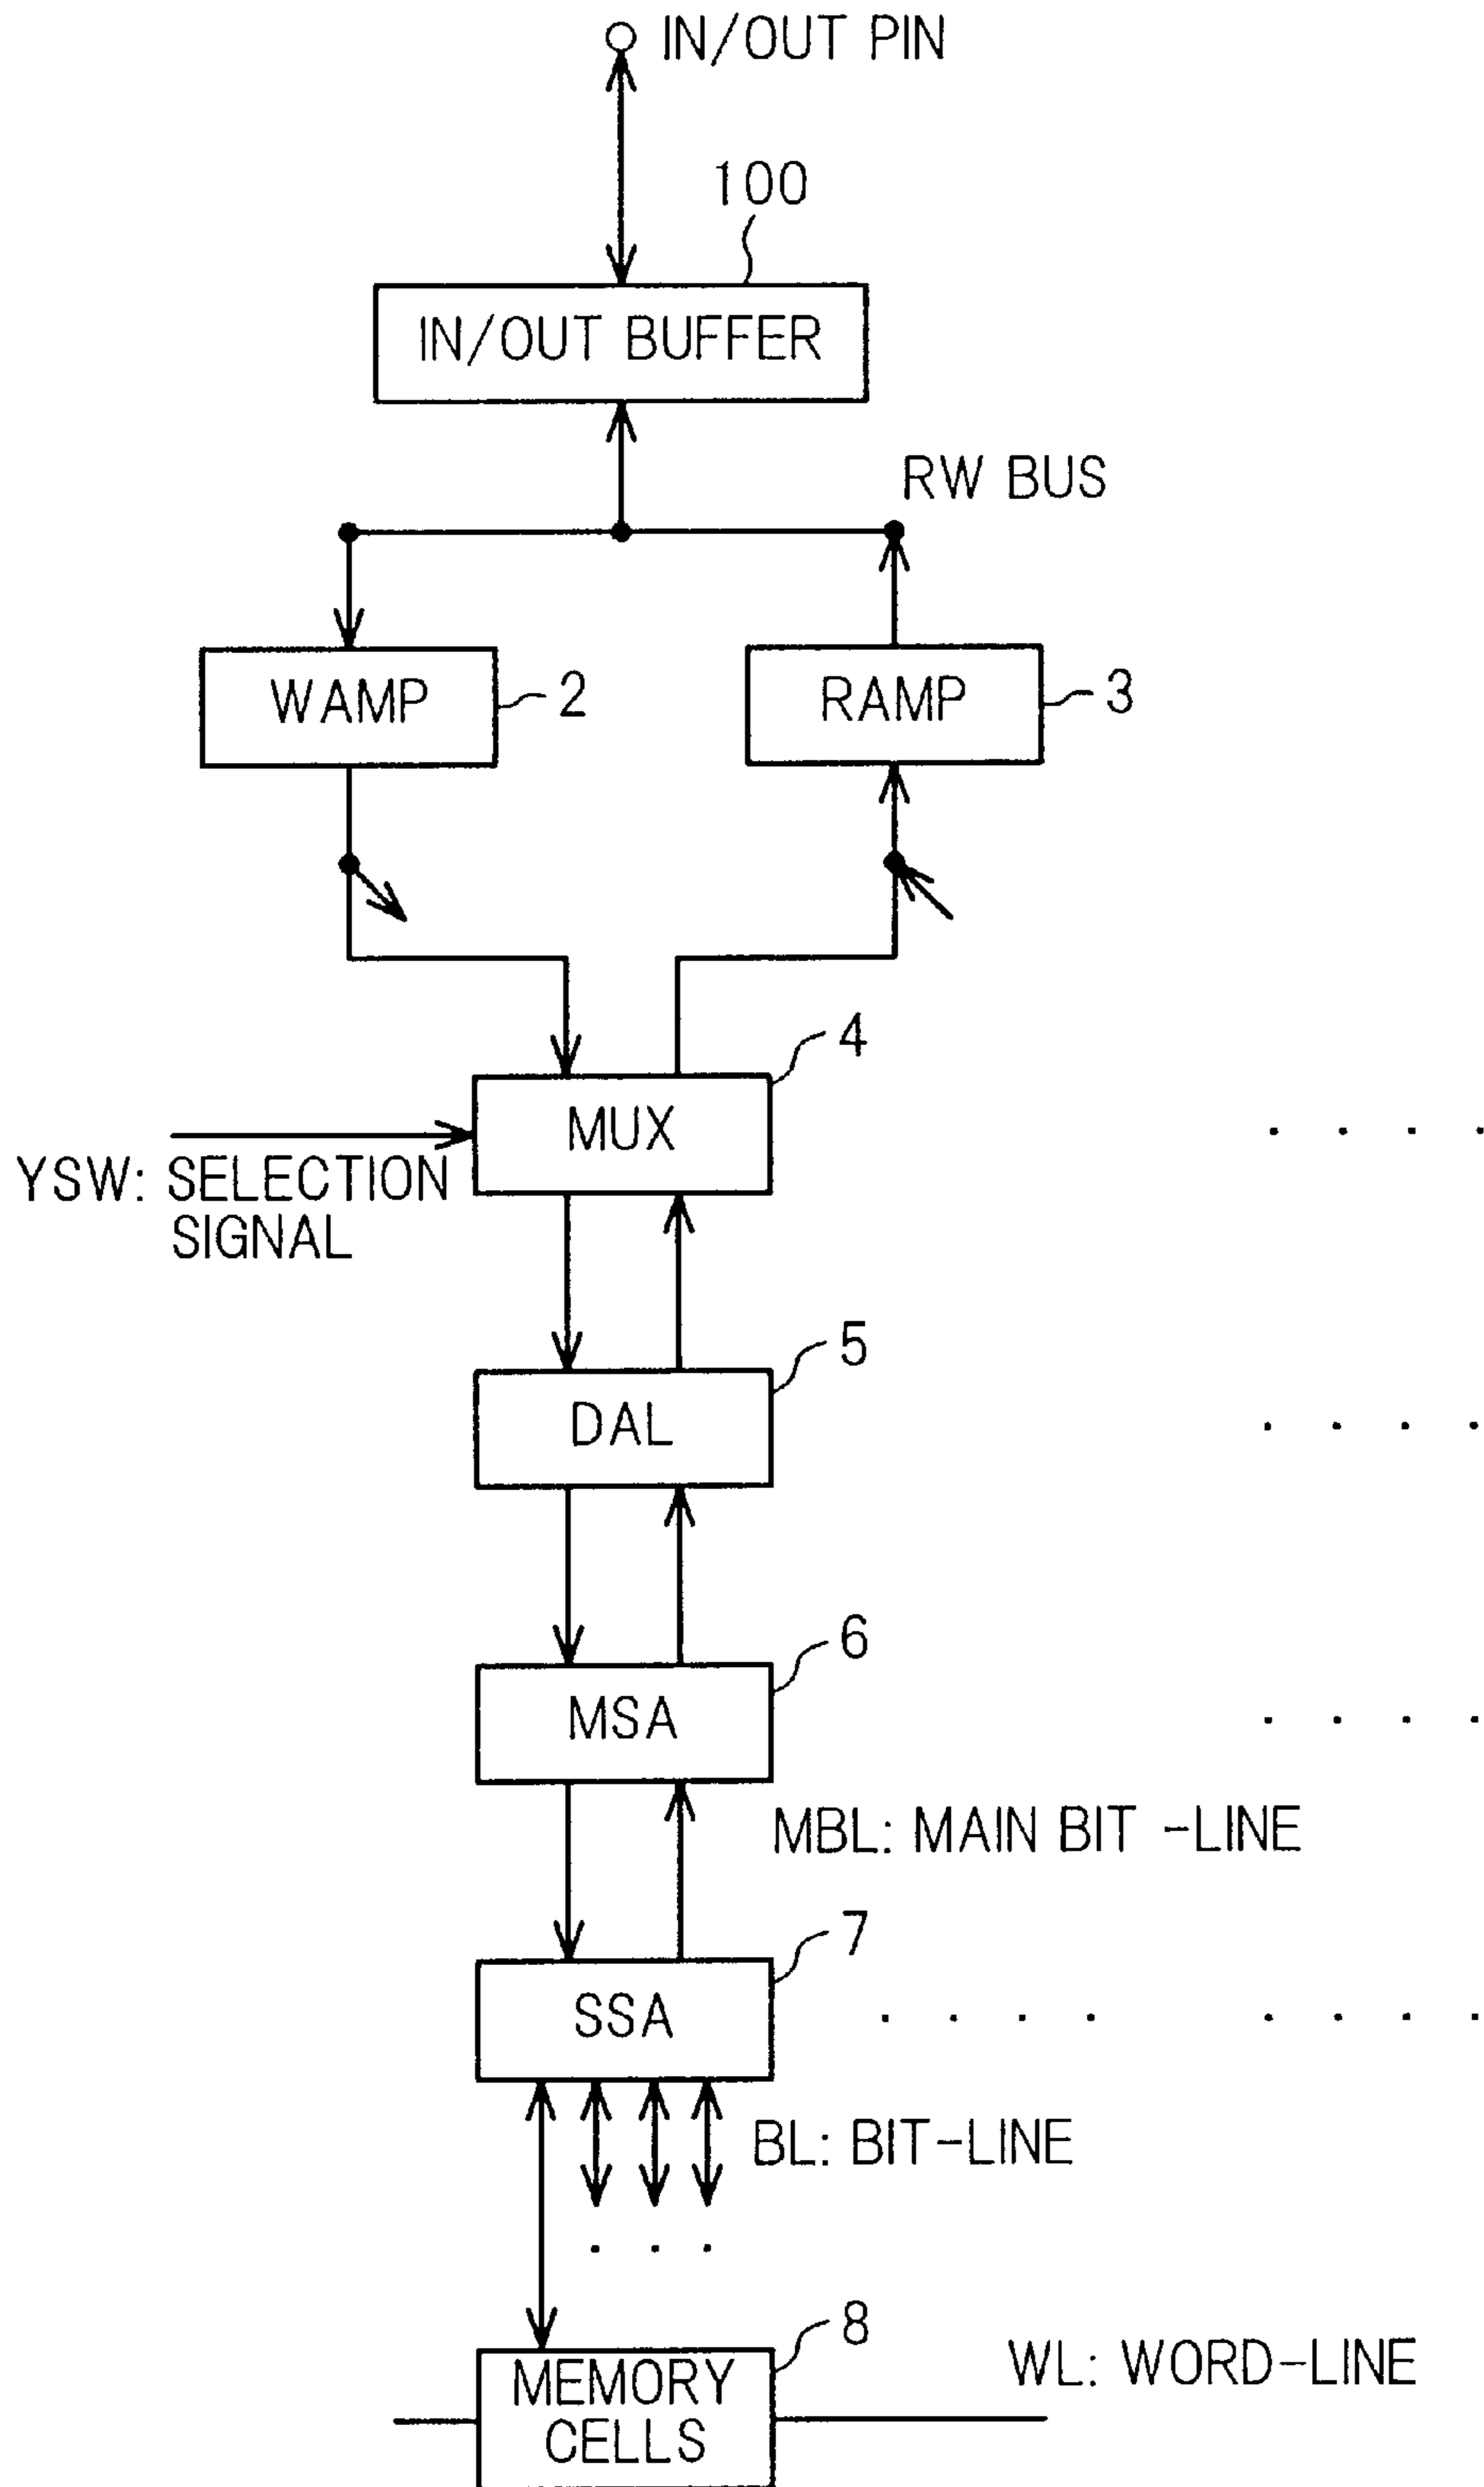 IN/OUT PIN
100
IN/OUT BUFFER
RW BUS
WAMP
2
RAMP
3
4
MUX
YSW: SELECTION
SIGNAL
5
DAL
6
MSA
MBL: MAIN BIT -LINE
7
SSA
BL: BIT-LINE
8
MEMORY
CELLS
WL: WORD-LINE